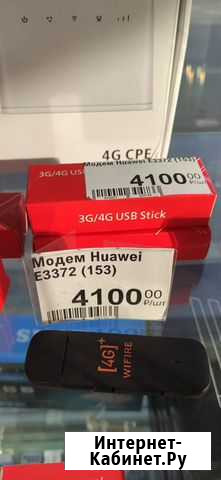 4G CPE
3G/4G USB
Модем Huawei E3372 (153)
4100 00
Р/шт
3G/4G USB Stick
Модем Huawei
E3372 (153)
4100 00
Р/шт
[4G]+
WIFIRE
Интернет-
Кабинет.Ру